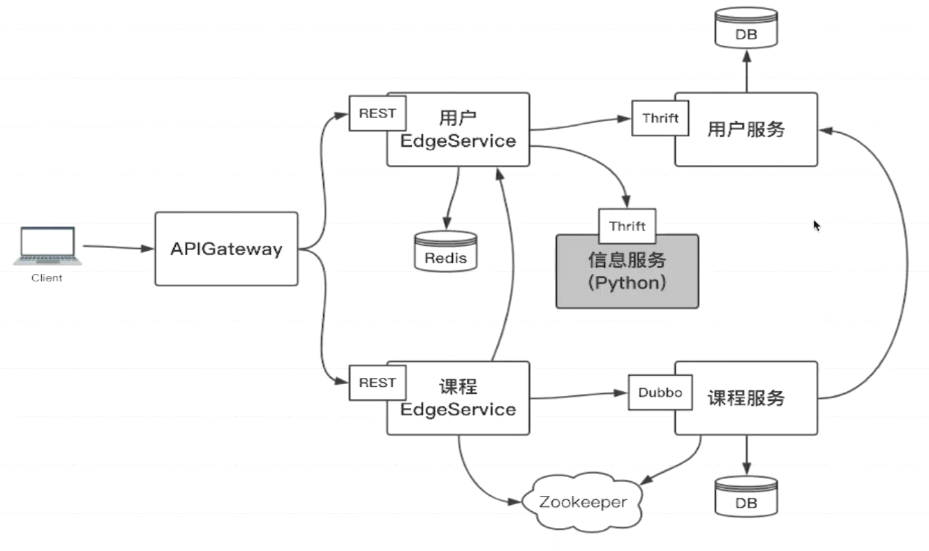 DB
REST
用户
EdgeService
Thrift
用户服务
APIGateway
Client
Redis
Thrift
信息服务
（Python）
REST
课程
EdgeService
Dubbo
课程服务
Zookeeper
DB